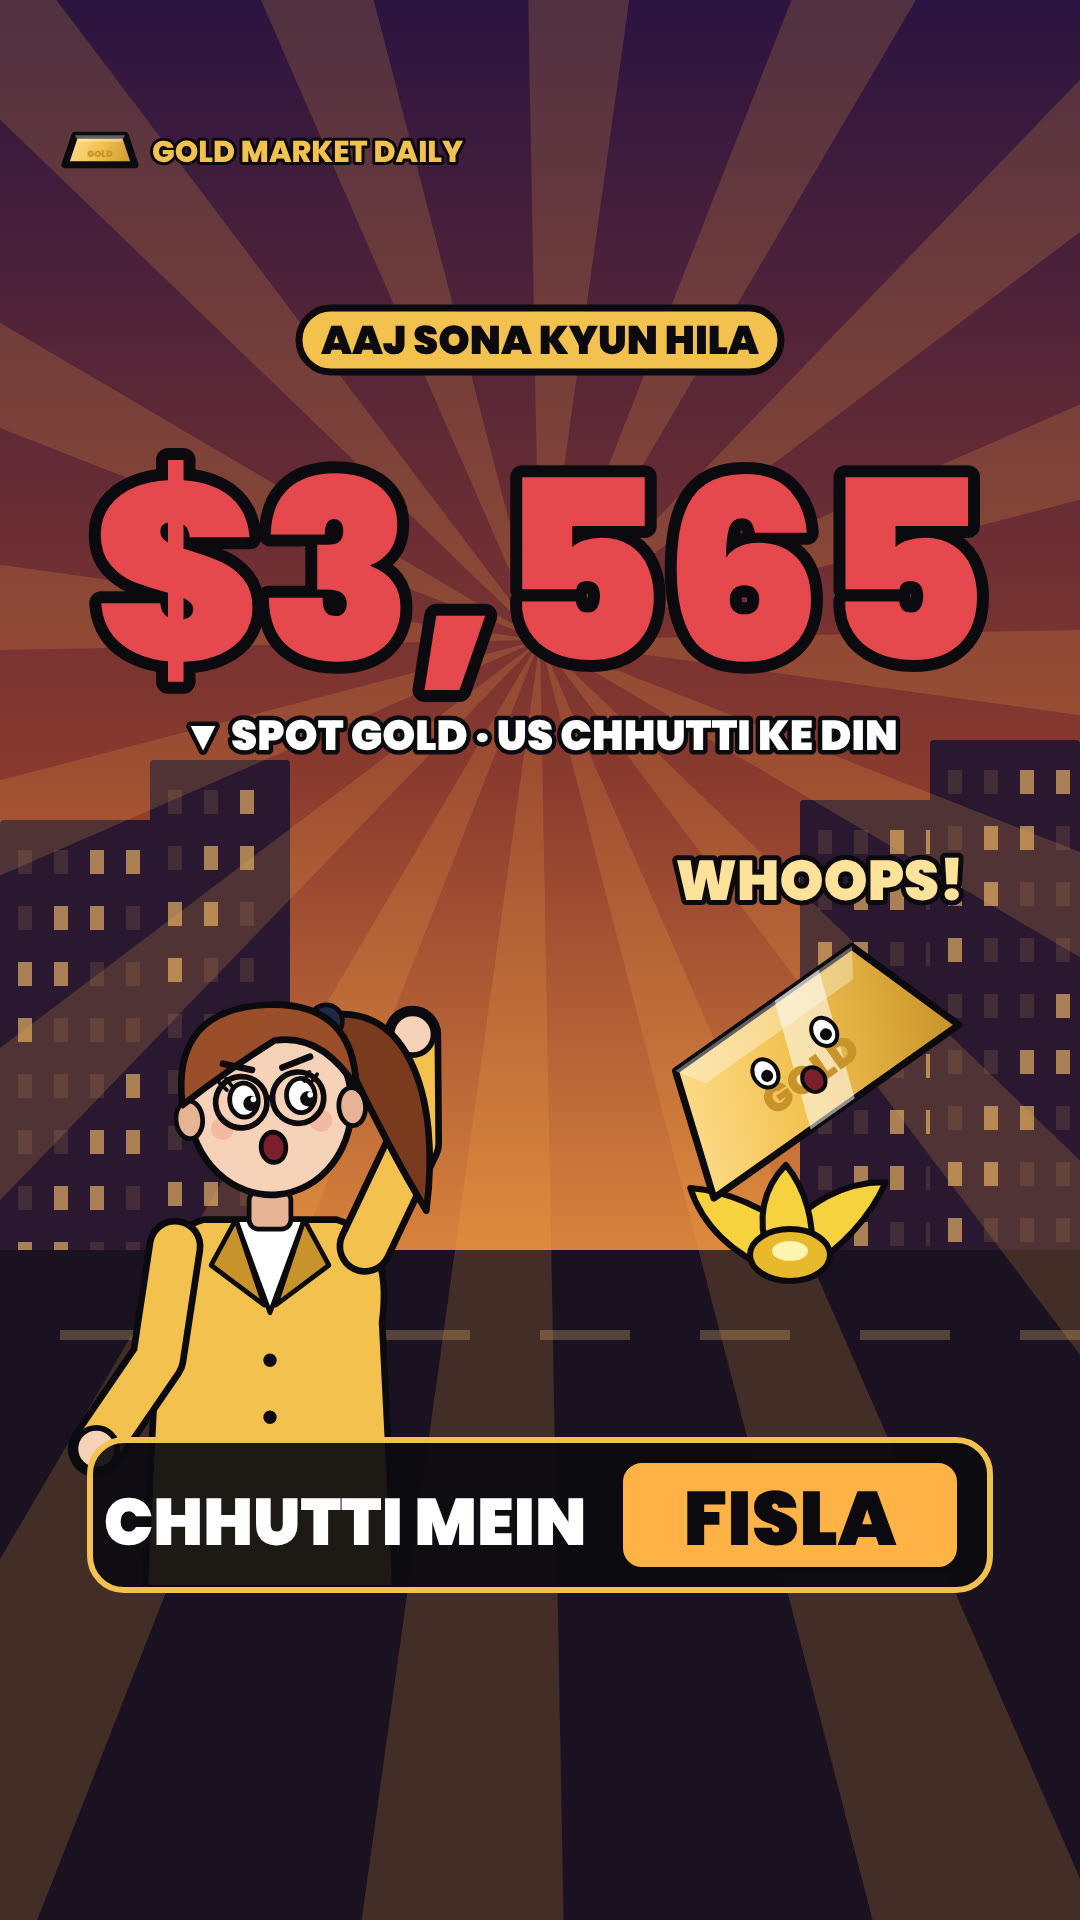 GOLD
GOLD MARKET DAILY
AAJ SONA KYUN HILA
$3,565
▼ SPOT GOLD · US CHHUTTI KE DIN
WHOOPS!
GOLD
CHHUTTI MEIN FISLA